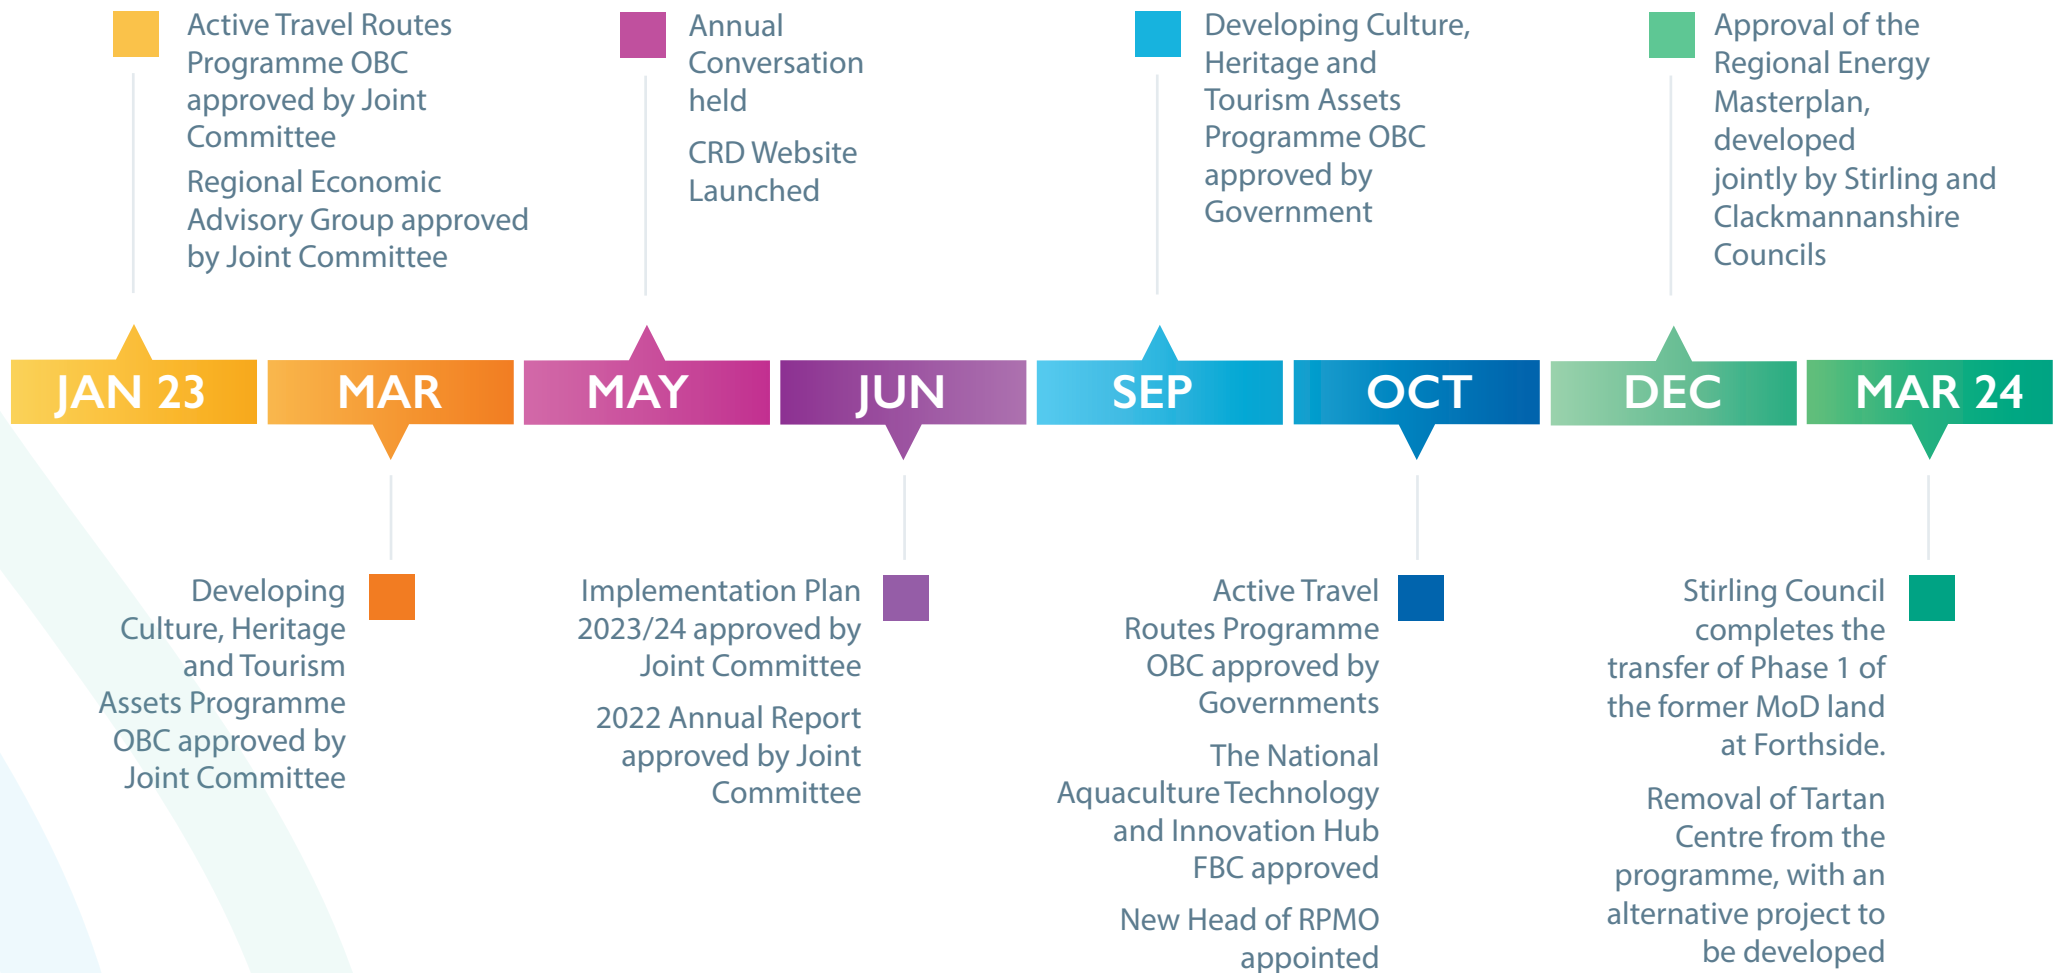 Active Travel Routes
Programme OBC
approved by Joint
Committee
Regional Economic
Advisory Group approved
by Joint Committee
Annual
Conversation
held
CRD Website
Launched
Developing Culture,
Heritage and
Tourism Assets
Programme OBC
approved by
Government
Approval of the
Regional Energy
Masterplan,
developed
jointly by Stirling and
Clackmannanshire
Councils
JAN 23
MAR
MAY
JUN
SEP
OCT
DEC
MAR 24
Developing
Culture, Heritage
and Tourism
Assets Programme
OBC approved by
Joint Committee
Implementation Plan
2023/24 approved by
Joint Committee
2022 Annual Report
approved by Joint
Committee
Active Travel
Routes Programme
OBC approved by
Governments
The National
Aquaculture Technology
and Innovation Hub
FBC approved
New Head of RPMO
appointed
Stirling Council
completes the
transfer of Phase 1 of
the former MoD land
at Forthside.
Removal of Tartan
Centre from the
programme, with an
alternative project to
be developed